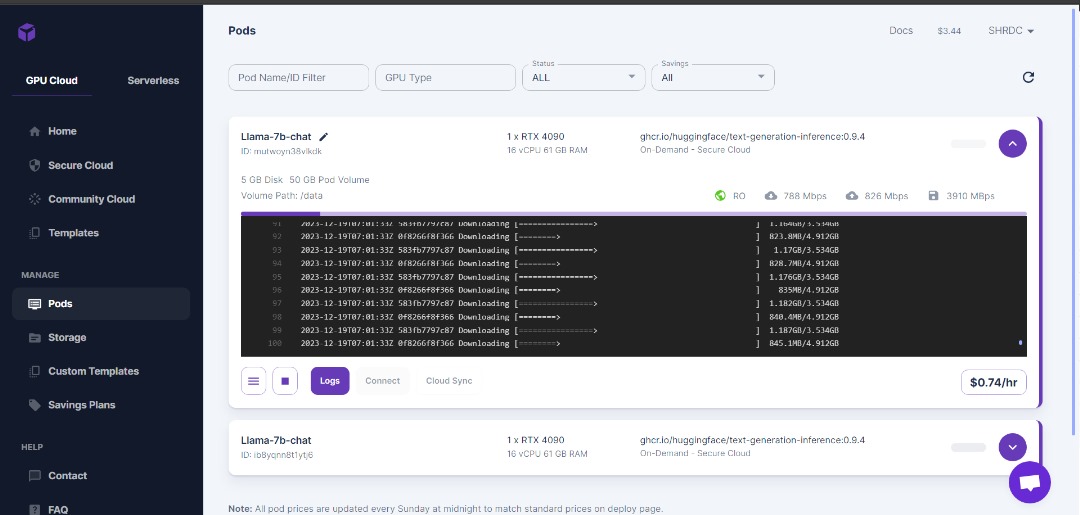 Pods
Docs
$3.44
SHRDC
GPU Cloud
Serverless
Pod Name/ID Filter
GPU Type
Status
ALL
Savings
All
Home
Secure Cloud
Community Cloud
Templates
MANAGE
Pods
Storage
Custom Templates
Savings Plans
HELP
Contact
FAQ
Llama-7b-chat
ID: mutwoyn38vlkdk
1 x RTX 4090
16 vCPU 61 GB RAM
ghcr.io/huggingface/text-generation-inference:0.9.4
On-Demand - Secure Cloud
5 GB Disk 50 GB Pod Volume
Volume Path: /data
RO
788 Mbps
826 Mbps
3910 MBps
91 2023-12-19T07:01:33Z 583fb7797c87 Downloading [================> ] 1.164GB/3.534GB
92 2023-12-19T07:01:33Z 0f8266f8f366 Downloading [========> ] 823.0MB/4.912GB
93 2023-12-19T07:01:33Z 583fb7797c87 Downloading [================> ] 1.17GB/3.534GB
94 2023-12-19T07:01:33Z 0f8266f8f366 Downloading [========> ] 828.7MB/4.912GB
95 2023-12-19T07:01:33Z 583fb7797c87 Downloading [================> ] 1.176GB/3.534GB
96 2023-12-19T07:01:33Z 0f8266f8f366 Downloading [========> ] 835MB/4.912GB
97 2023-12-19T07:01:33Z 583fb7797c87 Downloading [================> ] 1.182GB/3.534GB
98 2023-12-19T07:01:33Z 0f8266f8f366 Downloading [========> ] 840.4MB/4.912GB
99 2023-12-19T07:01:33Z 583fb7797c87 Downloading [================> ] 1.187GB/3.534GB
100 2023-12-19T07:01:33Z 0f8266f8f366 Downloading [========> ] 845.1MB/4.912GB
Logs
Connect
Cloud Sync
$0.74/hr
Llama-7b-chat
ID: ib8yqnn8t1ytj6
1 x RTX 4090
16 vCPU 61 GB RAM
ghcr.io/huggingface/text-generation-inference:0.9.4
On-Demand - Secure Cloud
Note: All pod prices are updated every Sunday at midnight to match standard prices on deploy page.